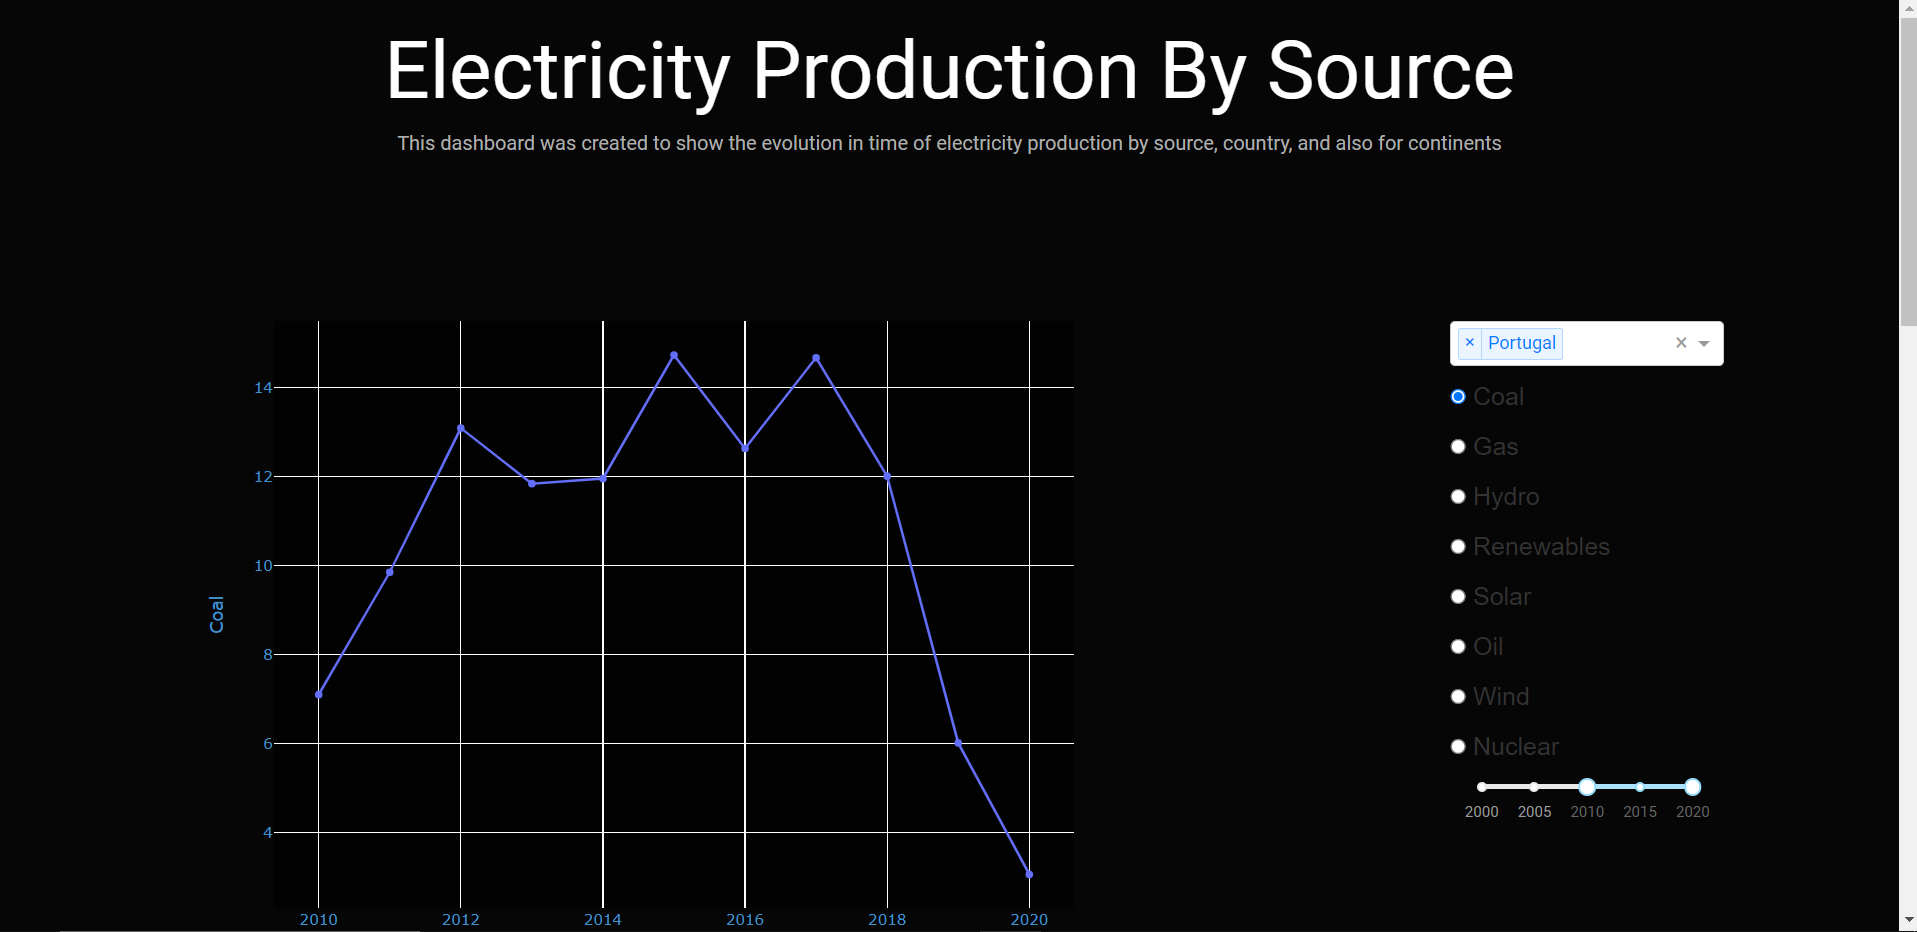 Electricity Production By Source
This dashboard was created to show the evolution in time of electricity production by source, country, and also for continents
× Portugal ×
14
12
10
8
6
4
Coal
2010 2012 2014 2016 2018 2020
Coal
Gas
Hydro
Renewables
Solar
Oil
Wind
Nuclear
2000 2005 2010 2015 2020